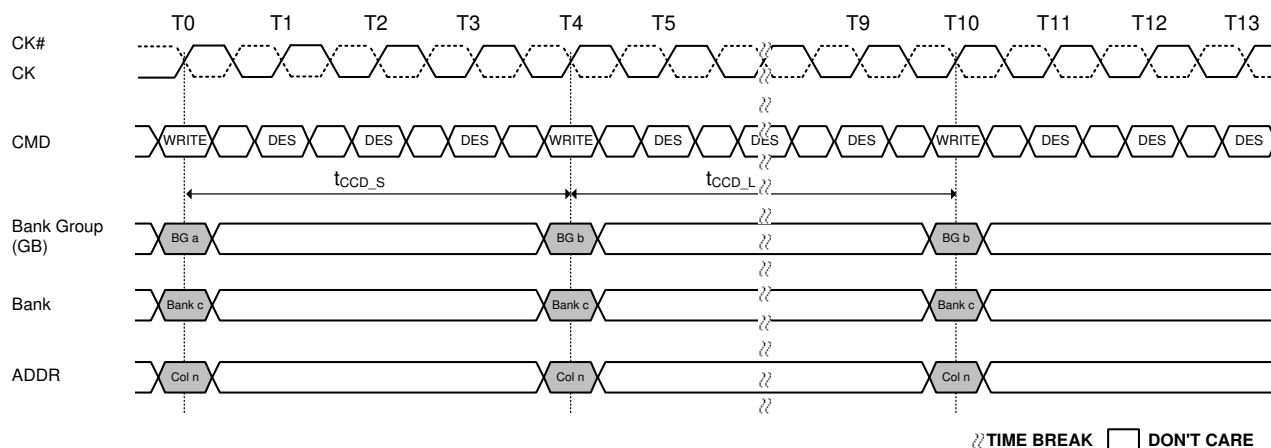 T0 T1 T2 T3 T4 T5 T9 T10 T11 T12 T13
CK#
CK
CMD WRITE DES DES DES WRITE DES DES DES WRITE DES DES DES
tCCD_S tCCD_L
Bank Group
(GB)
BG a BG b BG b
Bank Bank c Bank c Bank c
ADDR Col n Col n Col n
TIME BREAK DON'T CARE